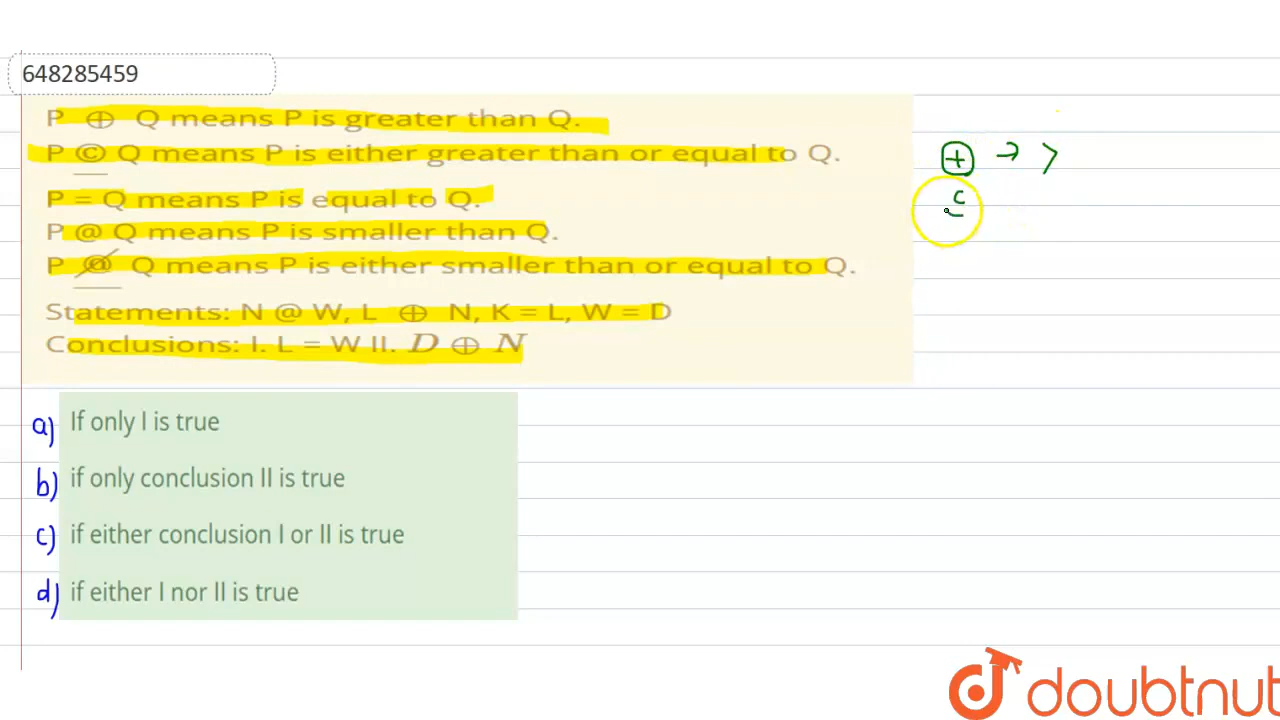 648285459
P ⊕ Q means P is greater than Q.
P © Q means P is either greater than or equal to Q.
P = Q means P is equal to Q.
P @ Q means P is smaller than Q.
P @ Q means P is either smaller than or equal to Q.
Statements: N @ W, L ⊕ N, K = L, W = D
Conclusions: I. L = W II. D ⊕ N
⊕ → >
c
a) If only I is true
b) if only conclusion II is true
c) if either conclusion I or II is true
d) if either I nor II is true
doubtnut